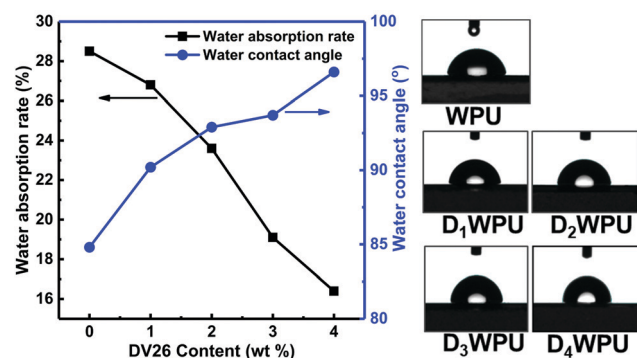 30
28
26
24
22
20
18
16
Water absorption rate (%)
0 1 2 3 4
DV26 Content (wt %)
Water absorption rate
Water contact angle
100
95
90
85
80
Water contact angle (°)
WPU
D₁WPU D₂WPU
D₃WPU D₄WPU